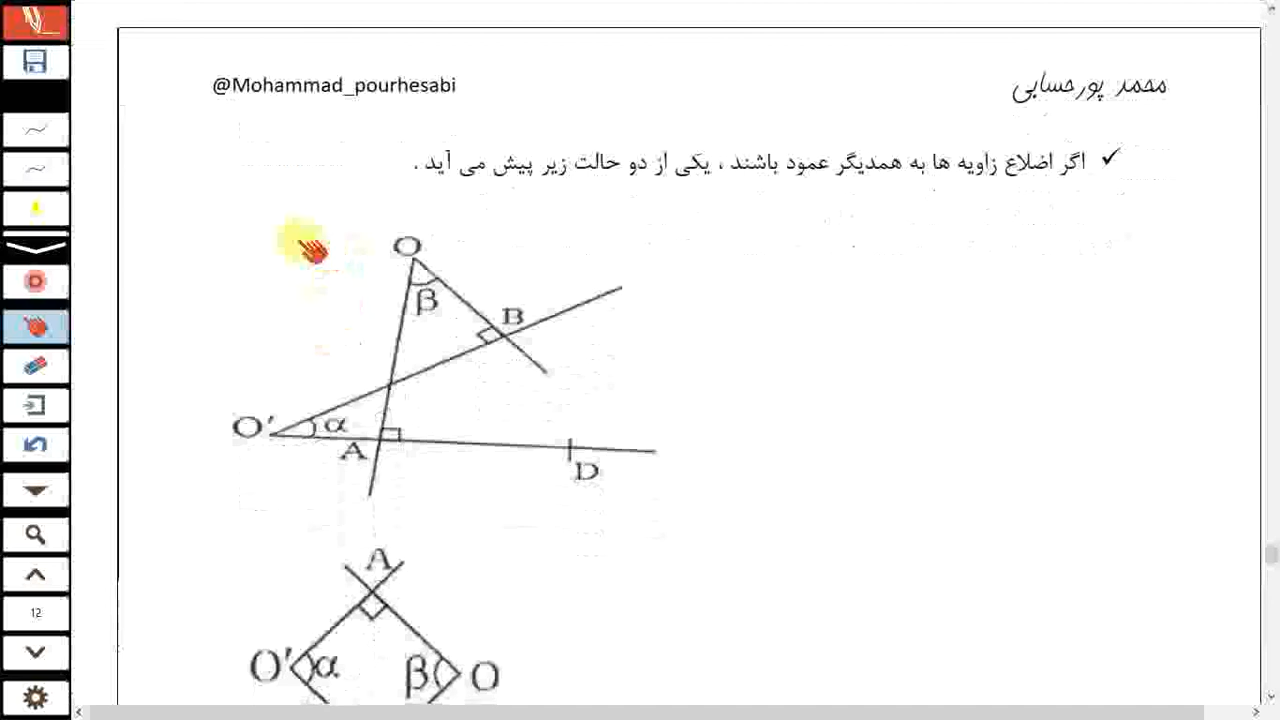 @Mohammad_pourhesabi محمد پورحسابی
✓ اگر اضلاع زاویه ها به همدیگر عمود باشند ، یکی از دو حالت زیر پیش می آید .
O
β
B
O' α
A
D
A
O' α β O
12